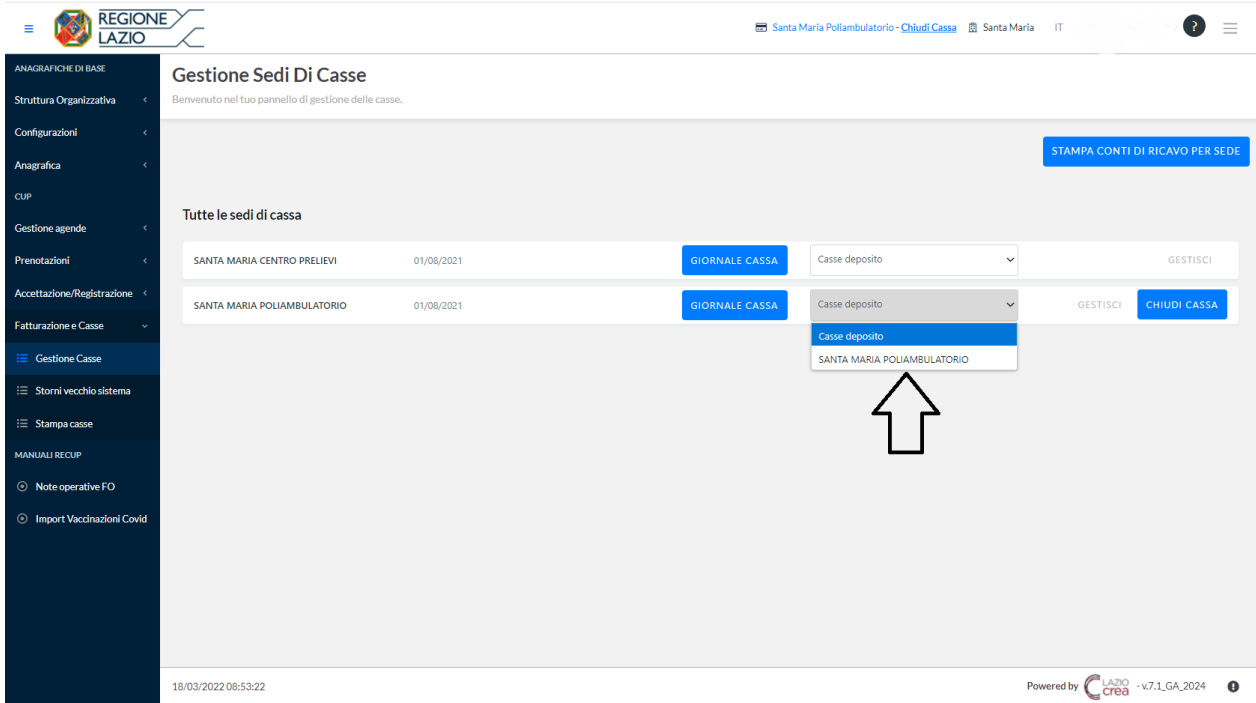 REGIONE
LAZIO
Santa Maria Poliambulatorio - Chiudi Cassa Santa Maria IT ?
ANAGRAFICHE DI BASE
Struttura Organizzativa
Configurazioni
Anagrafica
CUP
Gestione agende
Prenotazioni
Accettazione/Registrazione
Fatturazione e Casse
Gestione Casse
Storni vecchio sistema
Stampa casse
MANUALI RECUP
Note operative FO
Import Vaccinazioni Covid
Gestione Sedi Di Casse
Benvenuto nel tuo pannello di gestione delle casse.
STAMPA CONTI DI RICAVO PER SEDE
Tutte le sedi di cassa
SANTA MARIA CENTRO PRELIEVI 01/08/2021 GIORNALE CASSA Casse deposito GESTISCI
SANTA MARIA POLIAMBULATORIO 01/08/2021 GIORNALE CASSA Casse deposito GESTISCI CHIUDI CASSA
Casse deposito
SANTA MARIA POLIAMBULATORIO
18/03/2022 08:53:22 Powered by LAZIO crea - v.7.1_GA_2024